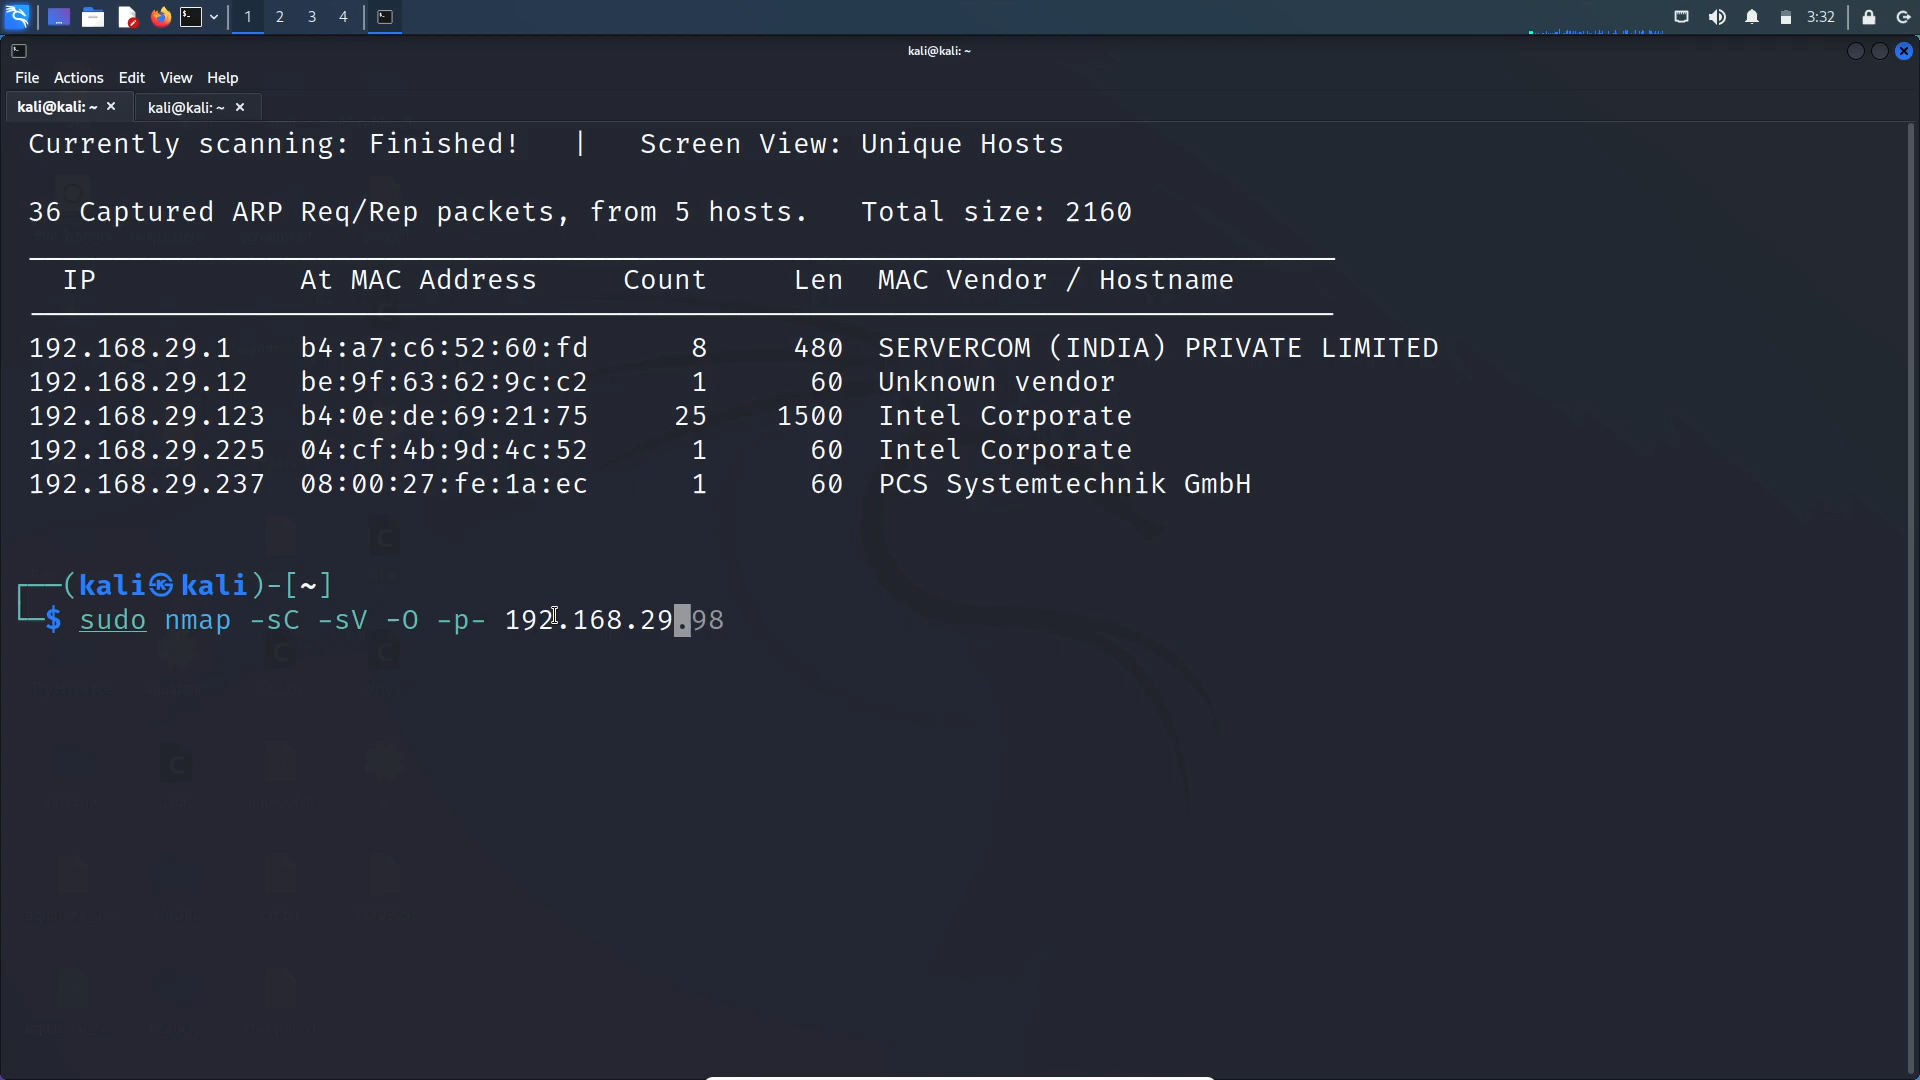 1 2 3 4 3:32
kali@kali: ~
File Actions Edit View Help
kali@kali: ~ × kali@kali: ~ ×
Currently scanning: Finished! | Screen View: Unique Hosts
36 Captured ARP Req/Rep packets, from 5 hosts. Total size: 2160
IP At MAC Address Count Len MAC Vendor / Hostname
192.168.29.1 b4:a7:c6:52:60:fd 8 480 SERVERCOM (INDIA) PRIVATE LIMITED
192.168.29.12 be:9f:63:62:9c:c2 1 60 Unknown vendor
192.168.29.123 b4:0e:de:69:21:75 25 1500 Intel Corporate
192.168.29.225 04:cf:4b:9d:4c:52 1 60 Intel Corporate
192.168.29.237 08:00:27:fe:1a:ec 1 60 PCS Systemtechnik GmbH
┌──(kali㉿kali)-[~]
└─$ sudo nmap -sC -sV -O -p- 192.168.29.98